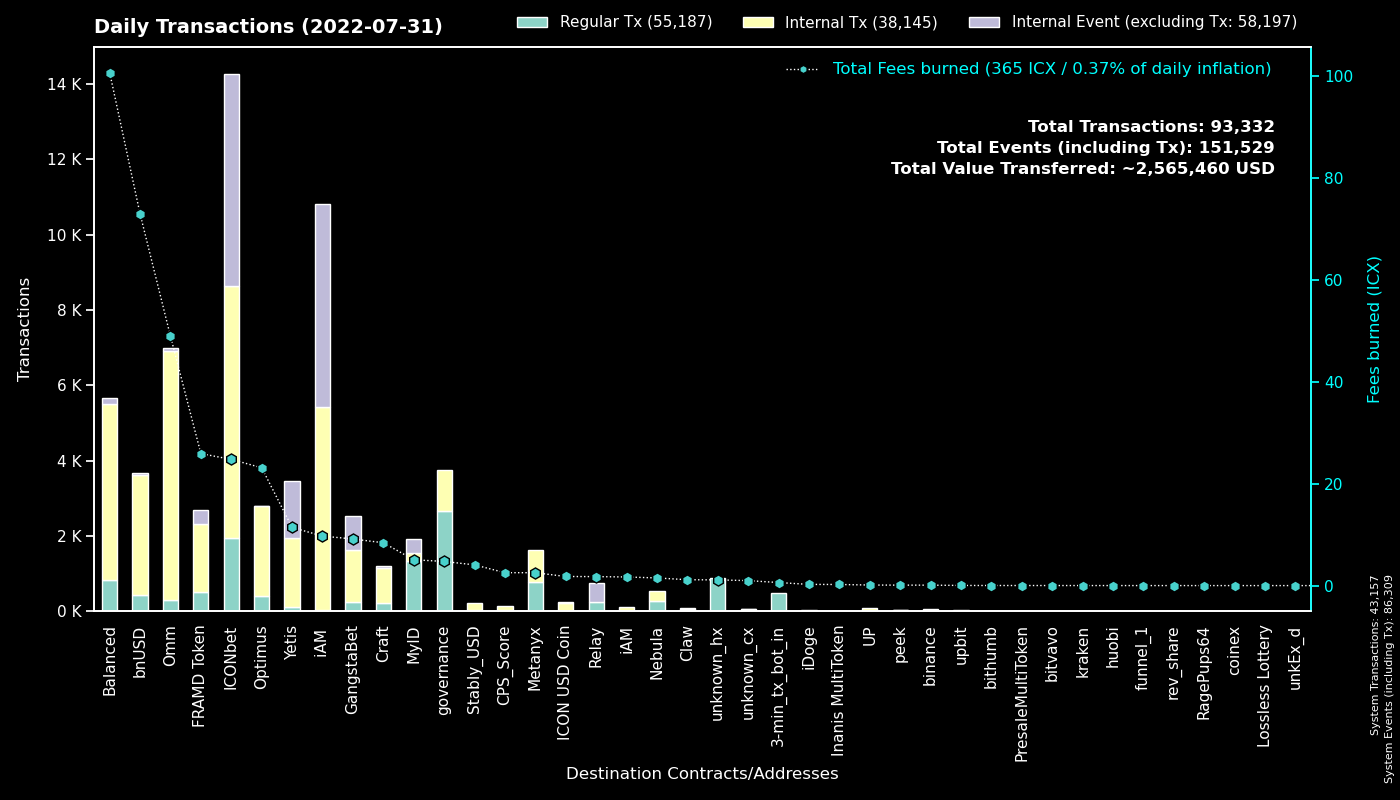 Daily Transactions (2022-07-31)
Regular Tx (55,187)
Internal Tx (38,145)
Internal Event (excluding Tx: 58,197)
Total Fees burned (365 ICX / 0.37% of daily inflation)
Total Transactions: 93,332
Total Events (including Tx): 151,529
Total Value Transferred: ~2,565,460 USD
Transactions
14 K
12 K
10 K
8 K
6 K
4 K
2 K
0 K
100
80
60
40
20
0
Fees burned (ICX)
Balanced
bnUSD
Omm
FRAMD Token
ICONbet
Optimus
Yetis
iAM
GangstaBet
Craft
MyID
governance
Stably_USD
CPS_Score
Metanyx
ICON USD Coin
Relay
iAM
Nebula
Claw
unknown_hx
unknown_cx
3-min_tx_bot_in
iDoge
Inanis MultiToken
UP
peek
binance
upbit
bithumb
PresaleMultiToken
bitvavo
kraken
huobi
funnel_1
rev_share
RagePups64
coinex
Lossless Lottery
unkEx_d
Destination Contracts/Addresses
System Transactions: 43,157
System Events (including Tx): 86,309